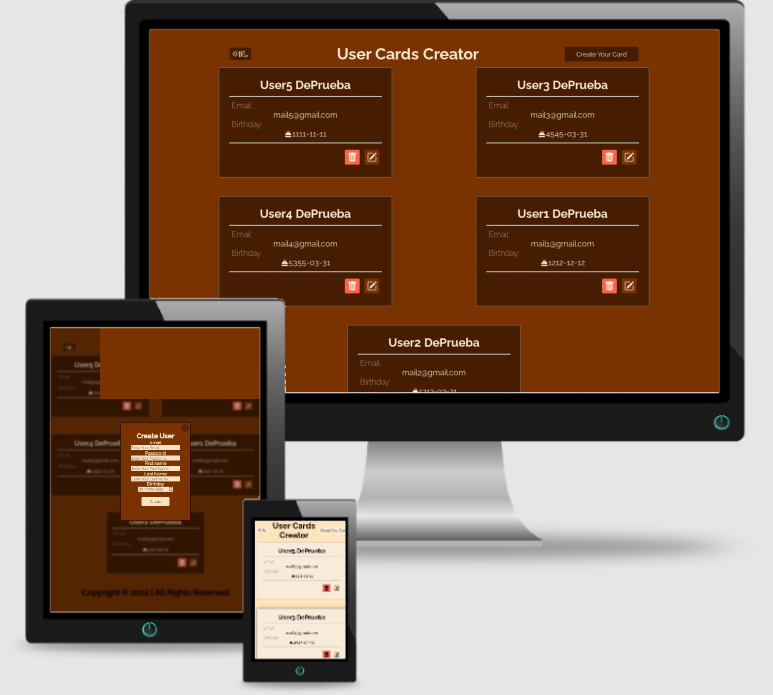 User Cards Creator
Create Your Card
User5 DePrueba
Email:
mail5@gmail.com
Birthday:
1111-11-11
User3 DePrueba
Email:
mail3@gmail.com
Birthday:
4545-03-31
User4 DePrueba
Email:
mail4@gmail.com
Birthday:
5355-03-31
User1 DePrueba
Email:
mail1@gmail.com
Birthday:
1212-12-12
User2 DePrueba
Email:
mail2@gmail.com
Birthday:
Create User
Email
Password
First name
Last Name
Birthday
Create
Copyright © 2022 | All Rights Reserved
User Cards
Creator
User5 DePrueba
User3 DePrueba